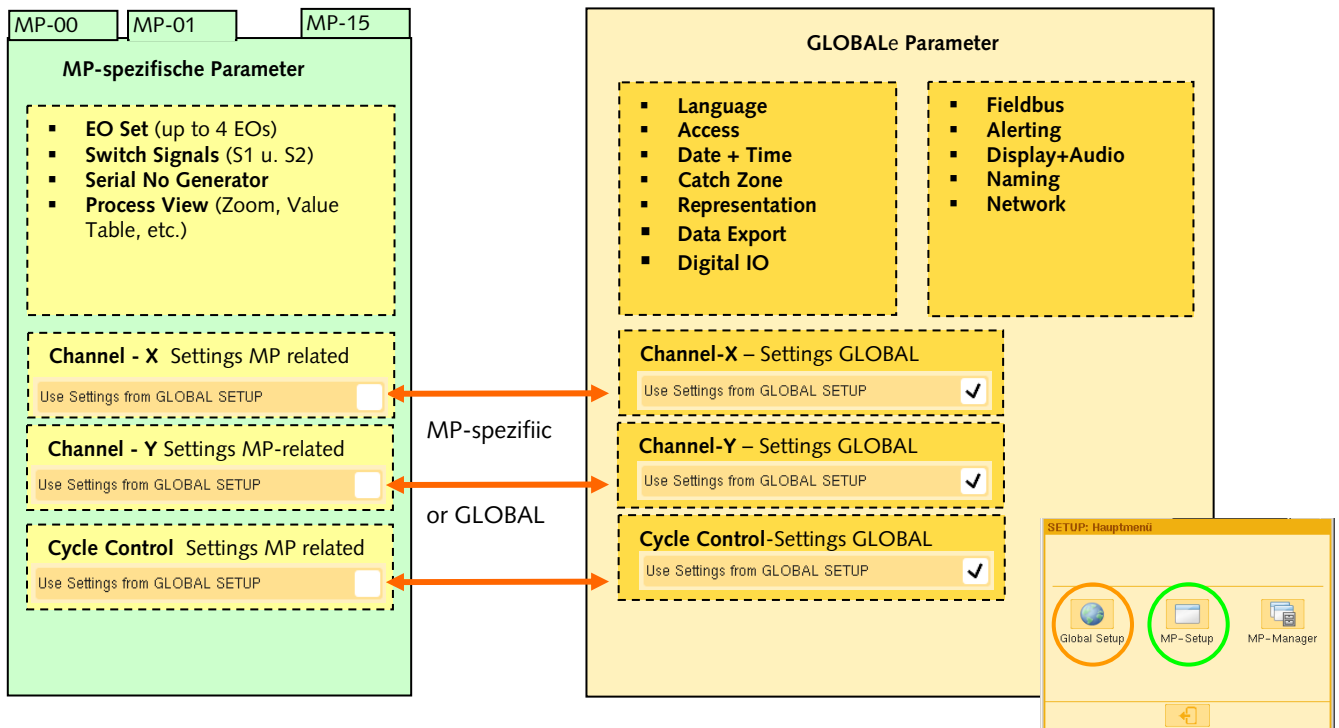 MP-00
MP-01
MP-15
MP-spezifische Parameter
▪ EO Set (up to 4 EOs)
▪ Switch Signals (S1 u. S2)
▪ Serial No Generator
▪ Process View (Zoom, Value
Table, etc.)
Channel - X Settings MP related
Use Settings from GLOBAL SETUP
Channel - Y Settings MP-related
Use Settings from GLOBAL SETUP
Cycle Control Settings MP related
Use Settings from GLOBAL SETUP
MP-spezifiic
or GLOBAL
GLOBALe Parameter
▪ Language
▪ Access
▪ Date + Time
▪ Catch Zone
▪ Representation
▪ Data Export
▪ Digital IO
▪ Fieldbus
▪ Alerting
▪ Display+Audio
▪ Naming
▪ Network
Channel-X – Settings GLOBAL
Use Settings from GLOBAL SETUP ✓
Channel-Y – Settings GLOBAL
Use Settings from GLOBAL SETUP ✓
Cycle Control-Settings GLOBAL
Use Settings from GLOBAL SETUP ✓
SETUP: Hauptmenü
Global Setup
MP-Setup
MP-Manager